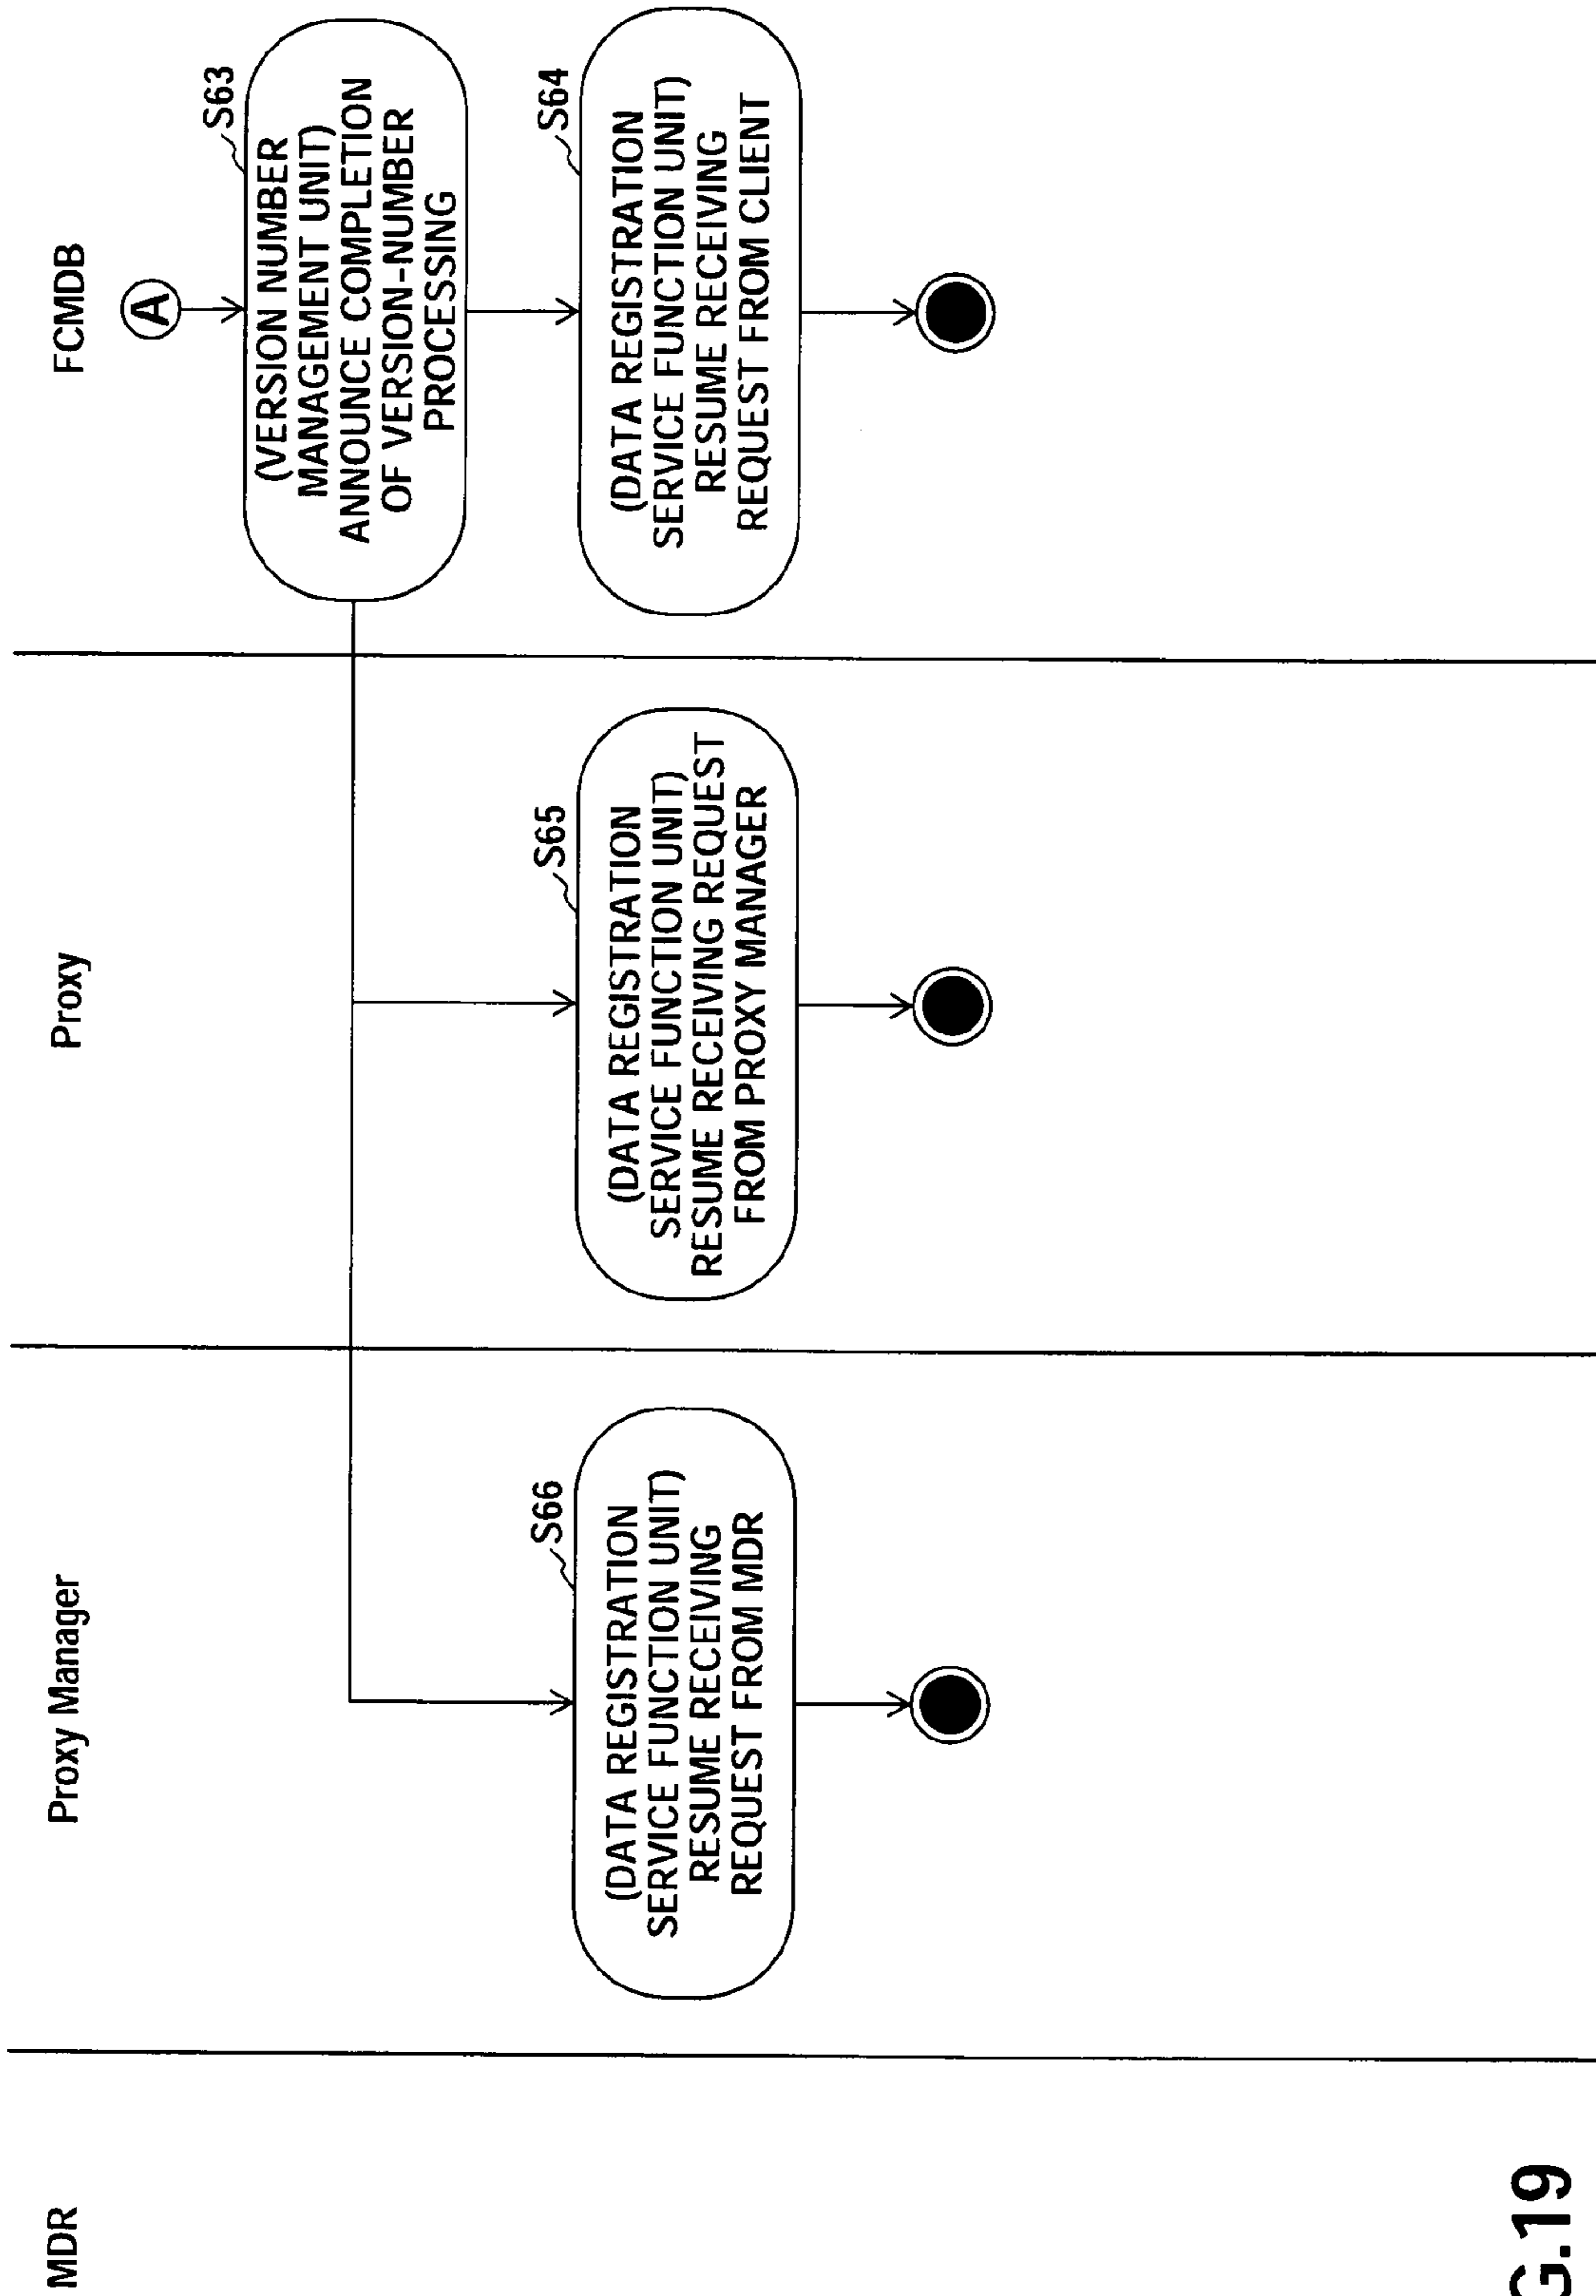 MDR
Proxy Manager
Proxy
FCMDB
A
S63
(VERSION NUMBER
MANAGEMENT UNIT)
ANNOUNCE COMPLETION
OF VERSION-NUMBER
PROCESSING
S66
(DATA REGISTRATION
SERVICE FUNCTION UNIT)
RESUME RECEIVING
REQUEST FROM MDR
S65
(DATA REGISTRATION
SERVICE FUNCTION UNIT)
RESUME RECEIVING REQUEST
FROM PROXY MANAGER
S64
(DATA REGISTRATION
SERVICE FUNCTION UNIT)
RESUME RECEIVING
REQUEST FROM CLIENT
G.19